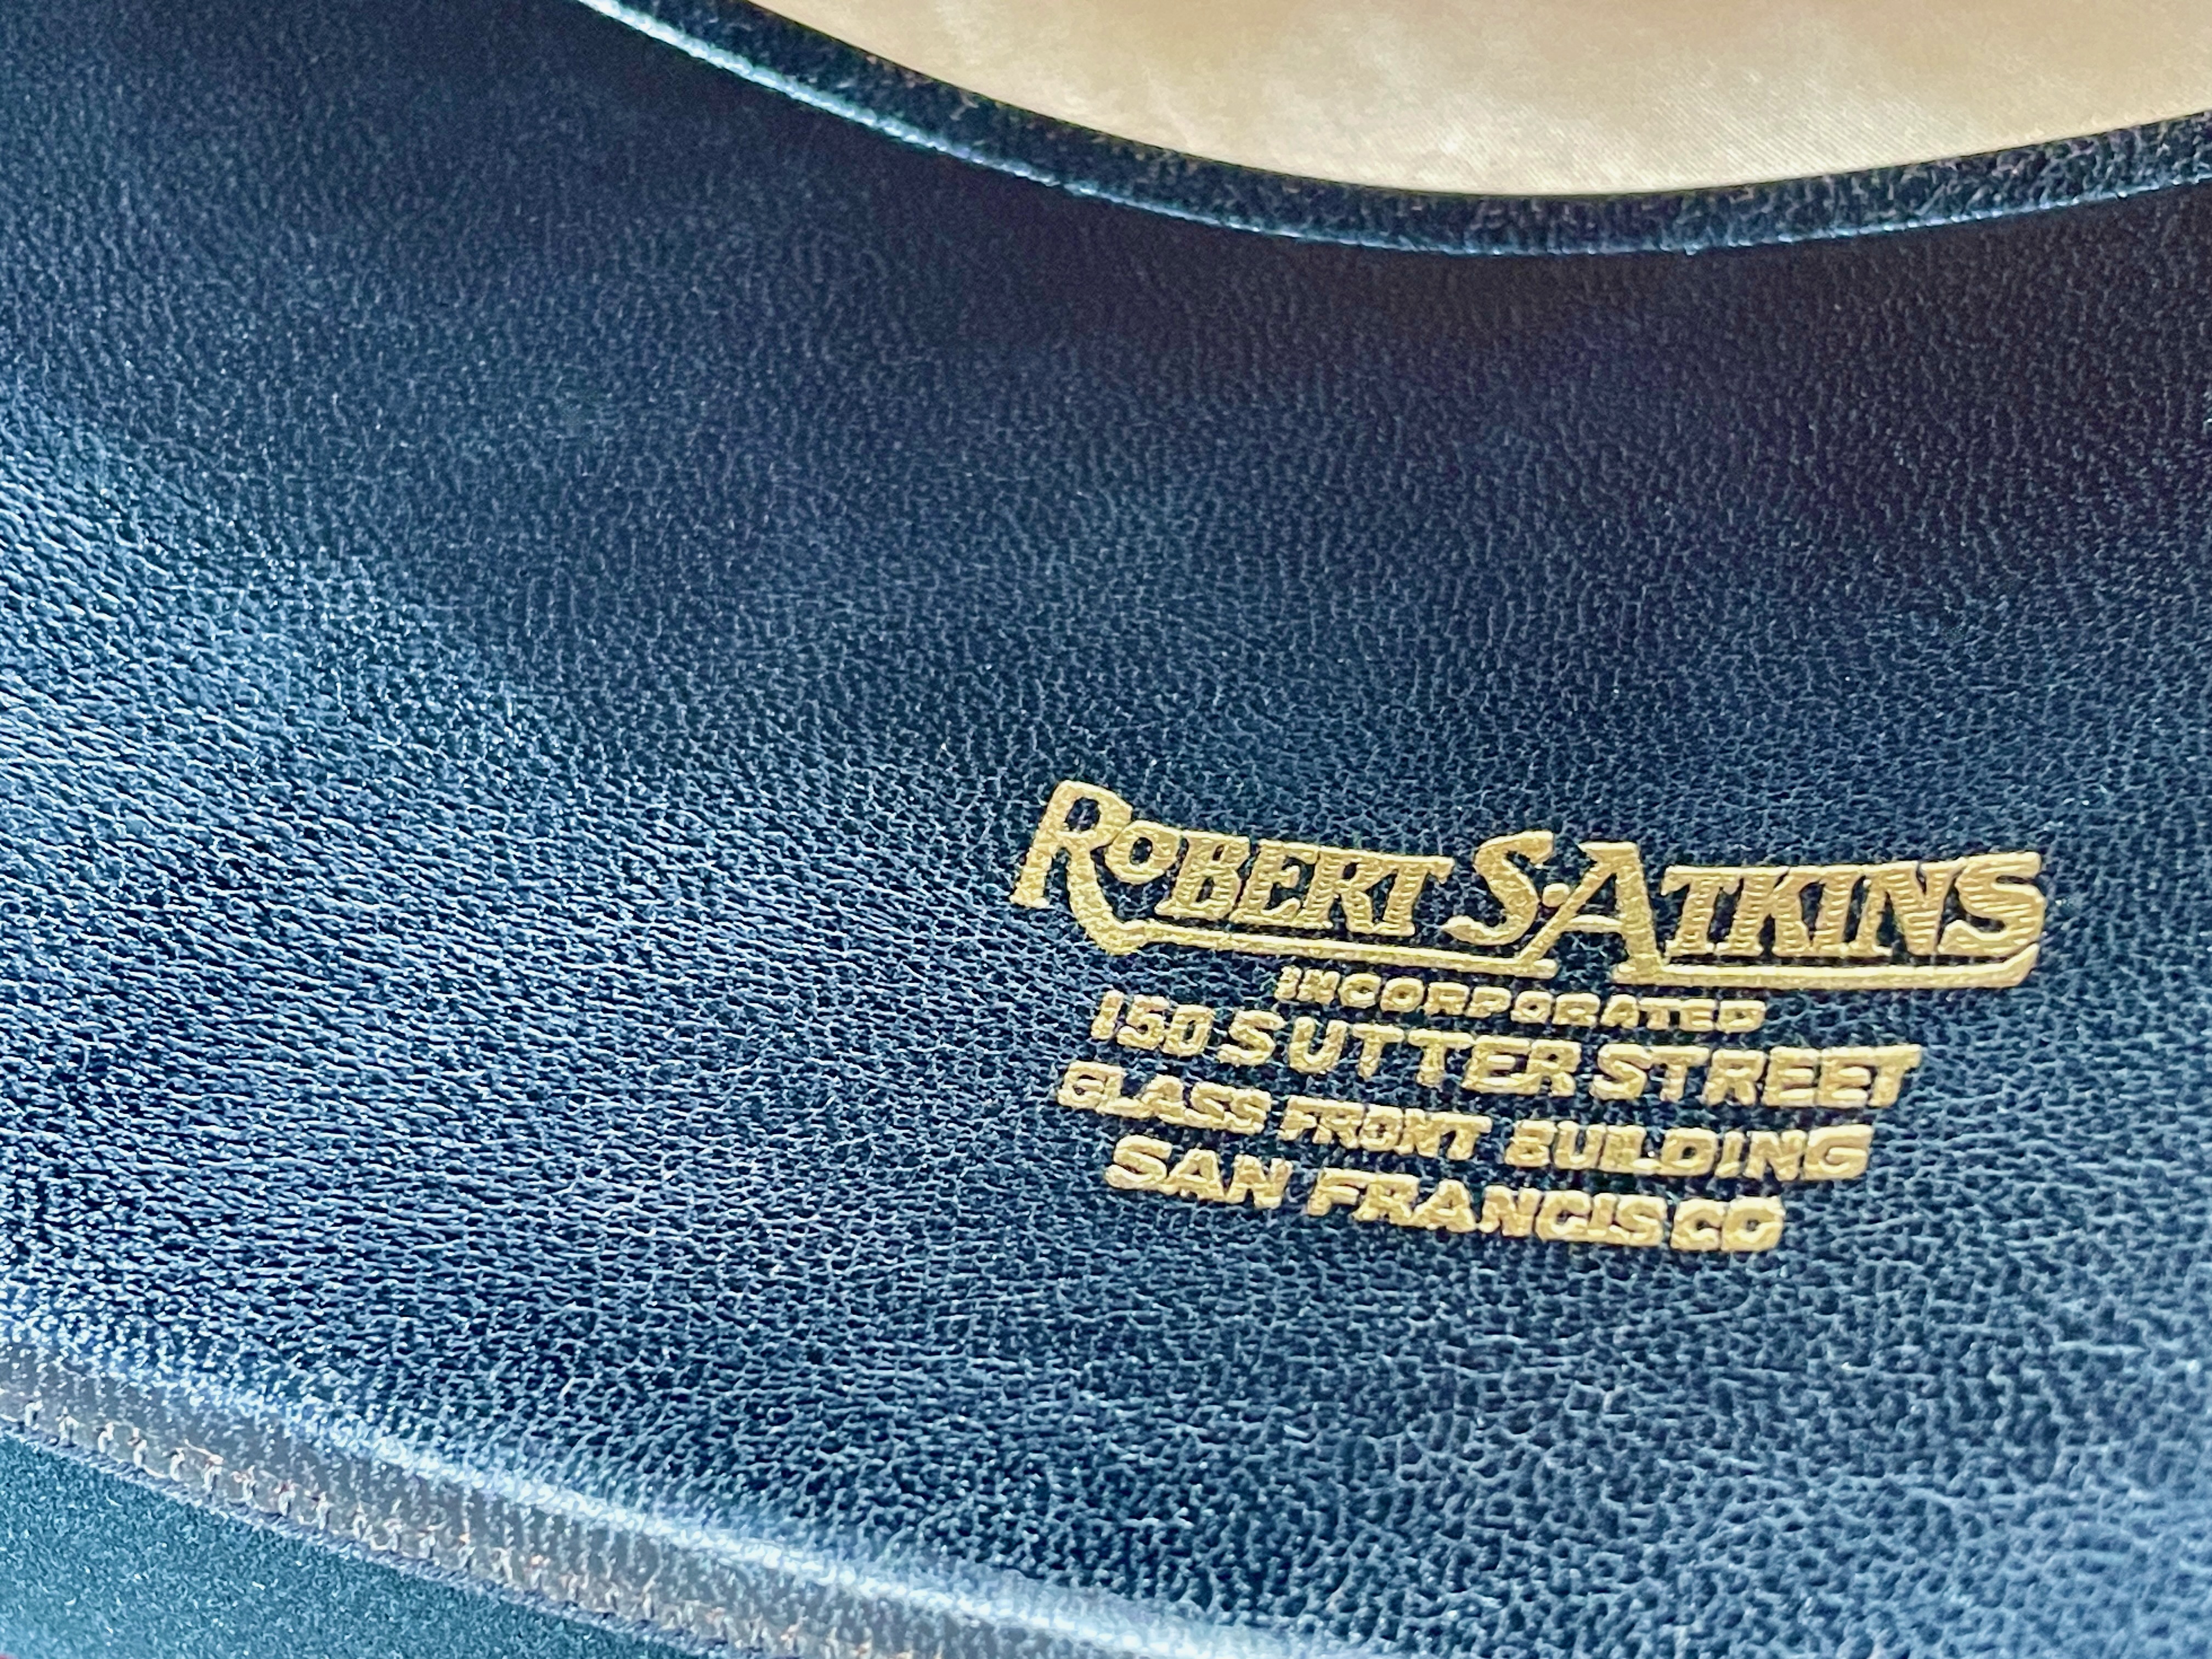 ROBERT S. ATKINS
INCORPORATED
150 SUTTER STREET
GLASS FRONT BUILDING
SAN FRANCISCO